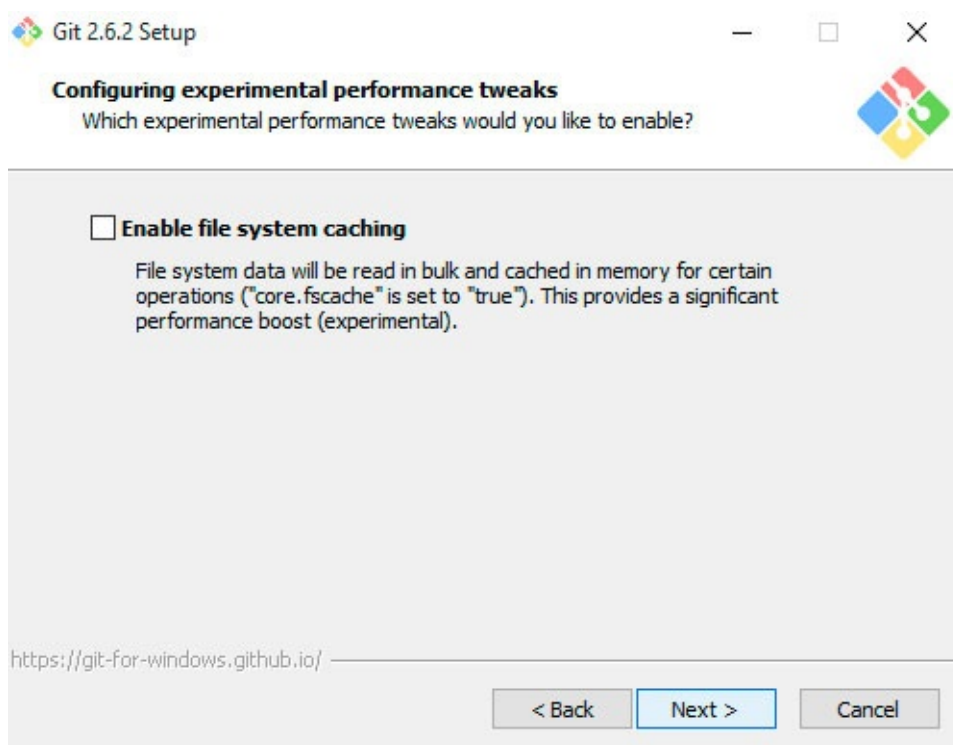 Git 2.6.2 Setup
Configuring experimental performance tweaks
Which experimental performance tweaks would you like to enable?
Enable file system caching
File system data will be read in bulk and cached in memory for certain
operations ("core.fscache" is set to "true"). This provides a significant
performance boost (experimental).
https://git-for-windows.github.io/
< Back Next > Cancel